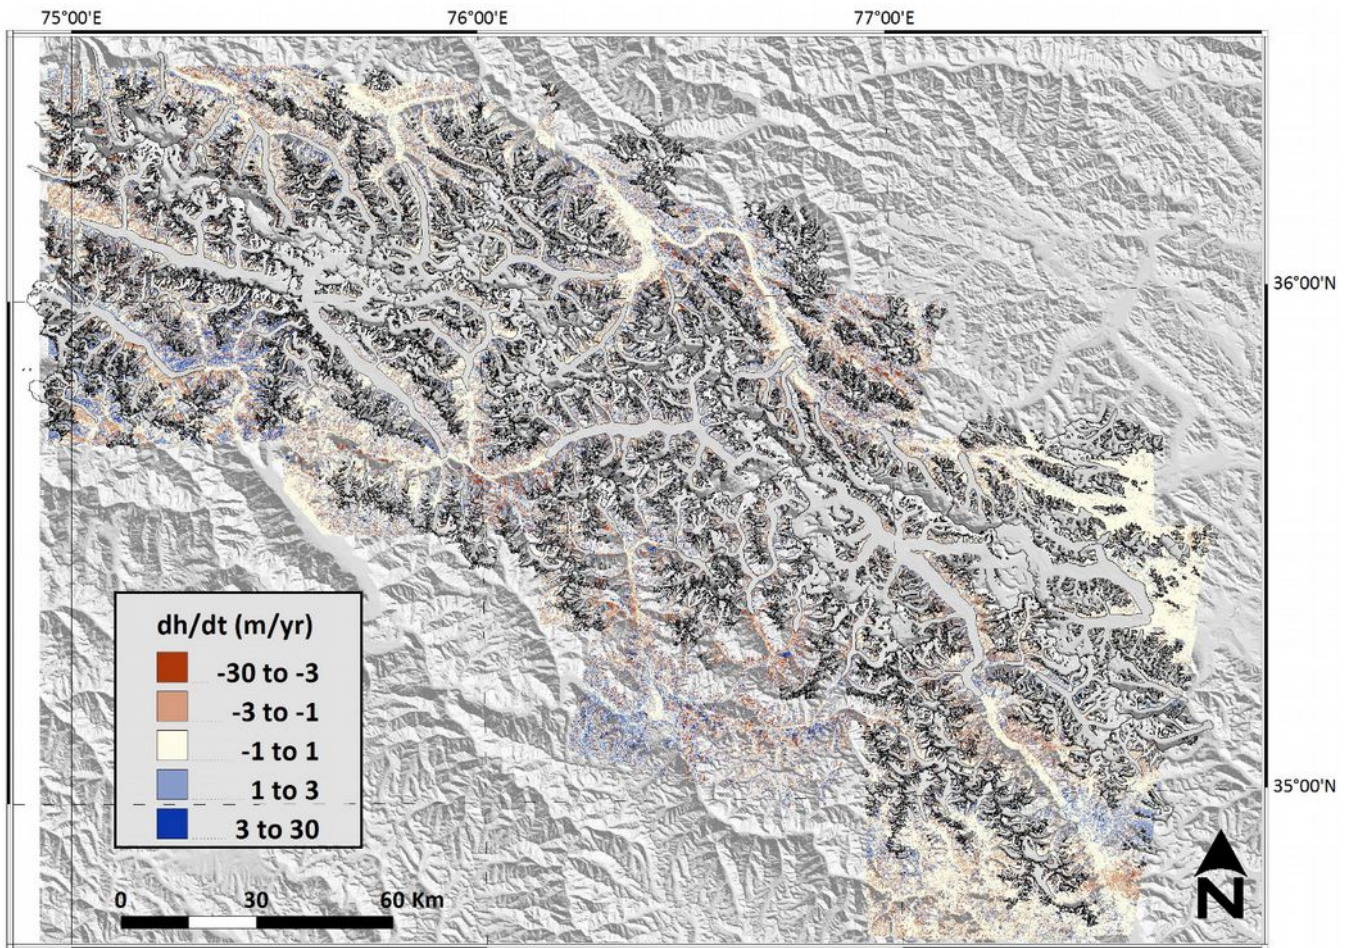 75°00'E 76°00'E 77°00'E
36°00'N
dh/dt (m/yr)
-30 to -3
-3 to -1
-1 to 1
1 to 3
3 to 30
35°00'N
0 30 60 Km
N